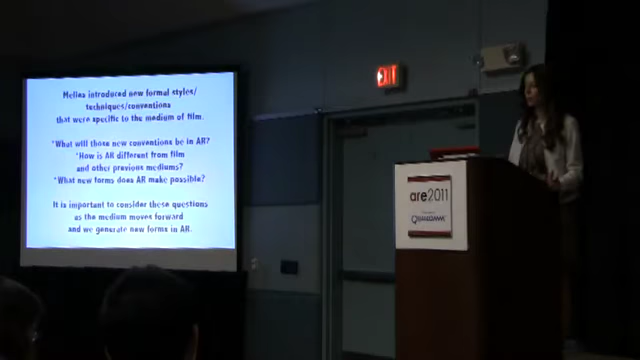 Melies introduced new formal styles/
techniques/conventions
that were specific to the medium of film.
*What will those new conventions be in AR?
*How is AR different from film
and other previous mediums?
*What new forms does AR make possible?
It is important to consider these questions
as the medium moves forward
and we generate new forms in AR.
EXIT
are2011
QUALCOMM